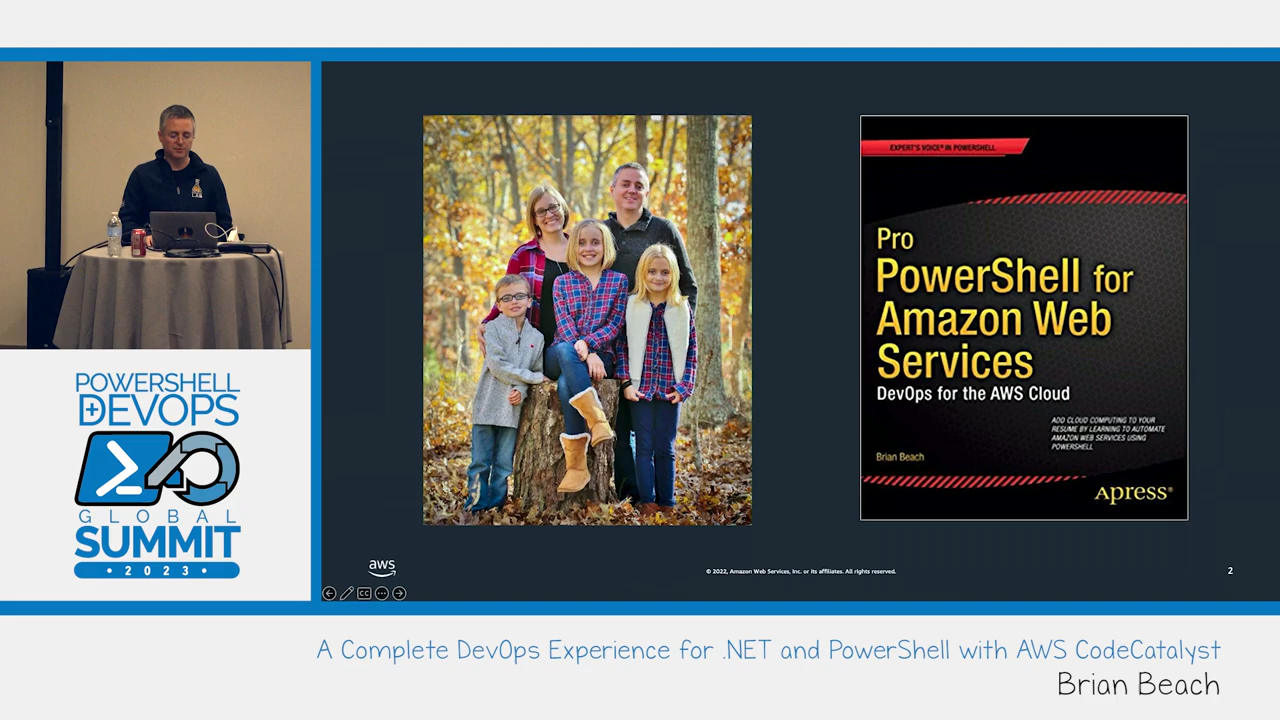 EXPERT'S VOICE® IN POWERSHELL
Pro
PowerShell for
Amazon Web
Services
DevOps for the AWS Cloud
ADD CLOUD COMPUTING TO YOUR
RESUME BY LEARNING TO AUTOMATE
AMAZON WEB SERVICES USING
POWERSHELL
Brian Beach
Apress®
POWERSHELL
+DEVOPS
GLOBAL
SUMMIT
• 2023 •
aws
© 2022, Amazon Web Services, Inc. or its affiliates. All rights reserved.
2
CC
A Complete DevOps Experience for .NET and PowerShell with AWS CodeCatalyst
Brian Beach